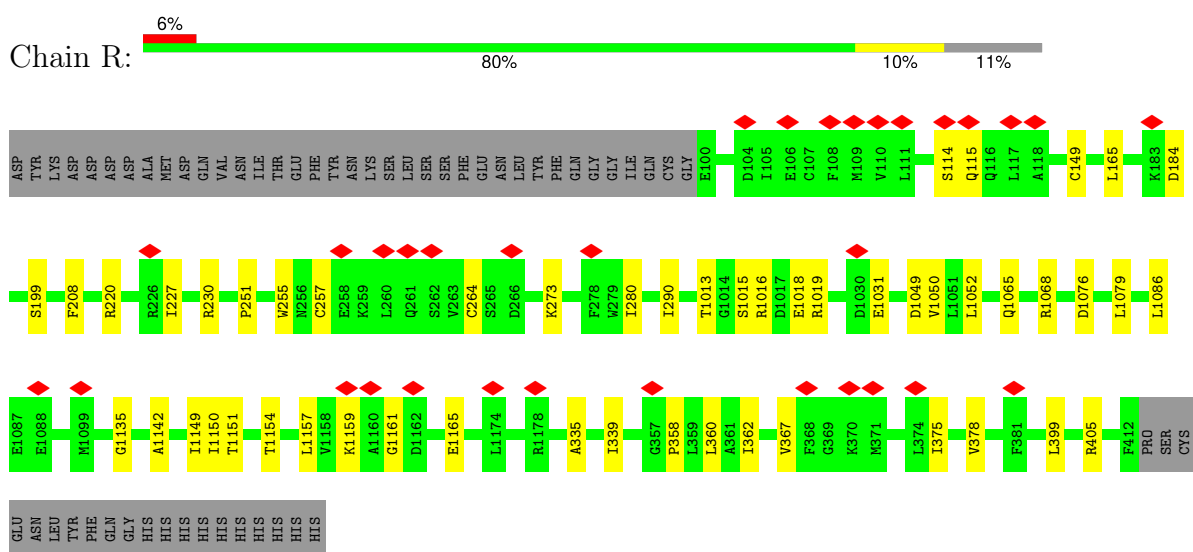 6%
Chain R:
80% 10% 11%
ASP TYR LYS ASP ASP ASP ASP ALA MET ASP GLN VAL ASN ILE THR GLU PHE TYR ASN LYS SER LEU SER SER PHE GLU ASN LEU TYR PHE GLN GLY GLY ILE GLN CYS GLY E100 D104 I105 E106 C107 F108 M109 V110 L111 S114 Q115 Q116 L117 A118 C149 L165 K183 D184
S199 F208 R220 R226 I227 R230 P251 W255 N256 C257 E258 K259 L260 Q261 S262 V263 C264 S265 D266 K273 F278 W279 I280 I290 T1013 G1014 S1015 R1016 D1017 E1018 R1019 D1030 E1031 D1049 V1050 L1051 L1052 Q1065 R1068 D1076 L1079 L1086
E1087 E1088 M1099 G1135 A1142 I1149 I1150 T1151 T1154 L1157 V1158 K1159 A1160 G1161 D1162 E1165 L1174 R1178 A335 I339 G357 P358 L359 L360 A361 I362 V367 F368 G369 K370 M371 L374 I375 V378 F381 L399 R405 F412 PRO SER CYS
GLU ASN LEU TYR PHE GLN GLY HIS HIS HIS HIS HIS HIS HIS HIS HIS HIS